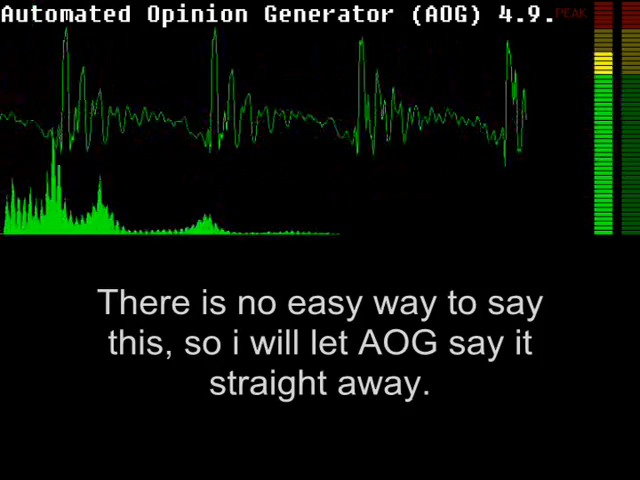 Automated Opinion Generator (AOG) 4.9.
PEAK
There is no easy way to say
this, so i will let AOG say it
straight away.